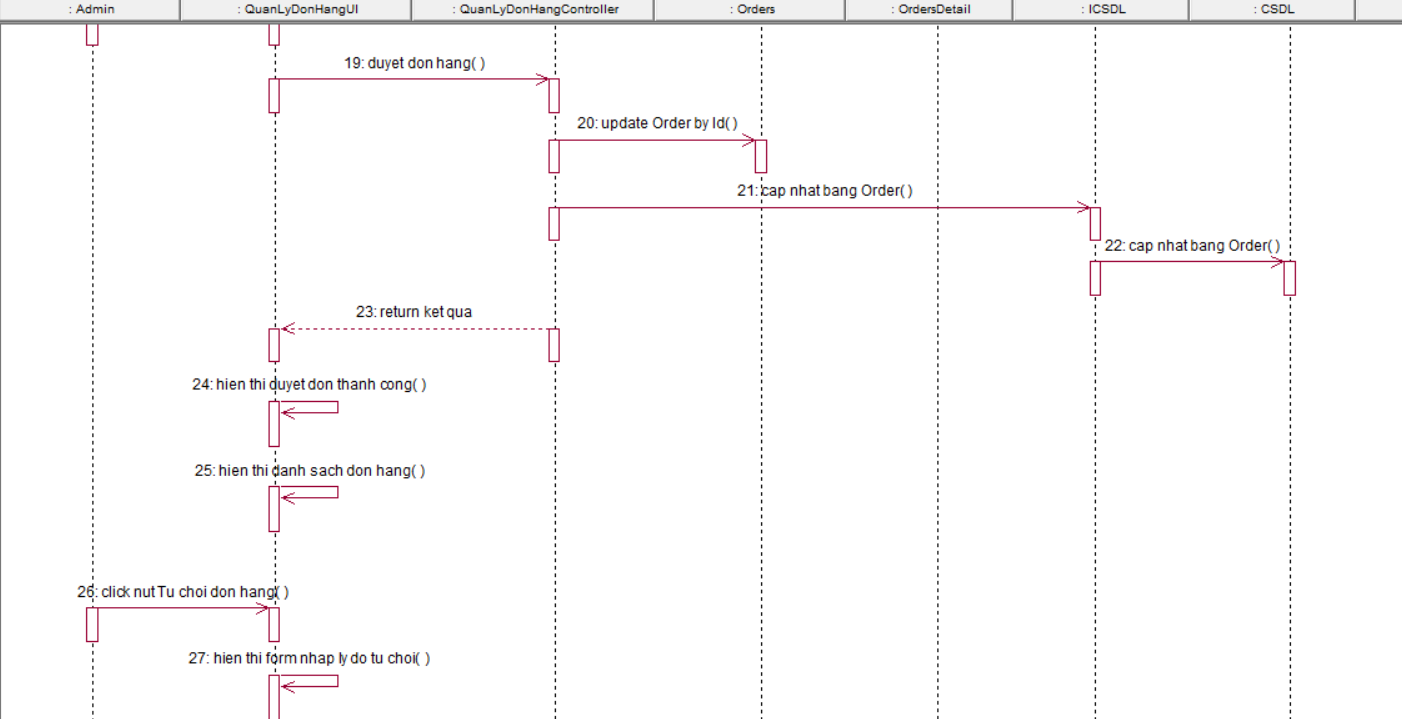 : Admin
: QuanLyDonHangUI
: QuanLyDonHangController
: Orders
: OrdersDetail
: ICSDL
: CSDL
19: duyet don hang( )
20: update Order by Id( )
21: cap nhat bang Order( )
22: cap nhat bang Order( )
23: return ket qua
24: hien thi duyet don thanh cong( )
25: hien thi danh sach don hang( )
26: click nut Tu choi don hang( )
27: hien thi form nhap ly do tu choi( )